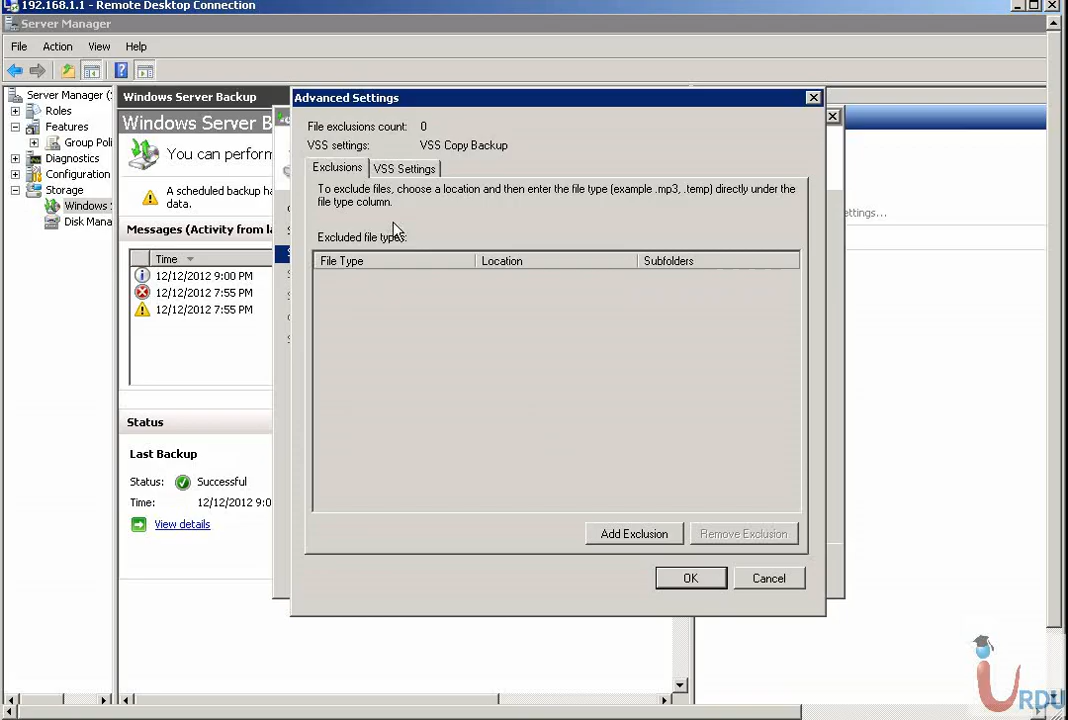 192.168.1.1 - Remote Desktop Connection
Server Manager
File Action View Help
Server Manager (S
Roles
Features
Group Poli
Diagnostics
Configuration
Storage
Windows S
Disk Mana
Windows Server Backup
Windows Server B
You can perform
A scheduled backup ha
data.
Messages (Activity from la
Time
12/12/2012 9:00 PM
12/12/2012 7:55 PM
12/12/2012 7:55 PM
Status
Last Backup
Status: Successful
Time: 12/12/2012 9:0
View details
Advanced Settings
File exclusions count: 0
VSS settings: VSS Copy Backup
Exclusions VSS Settings
To exclude files, choose a location and then enter the file type (example .mp3, .temp) directly under the
file type column.
Excluded file types:
File Type Location Subfolders
Add Exclusion Remove Exclusion
OK Cancel
ettings...
URDU